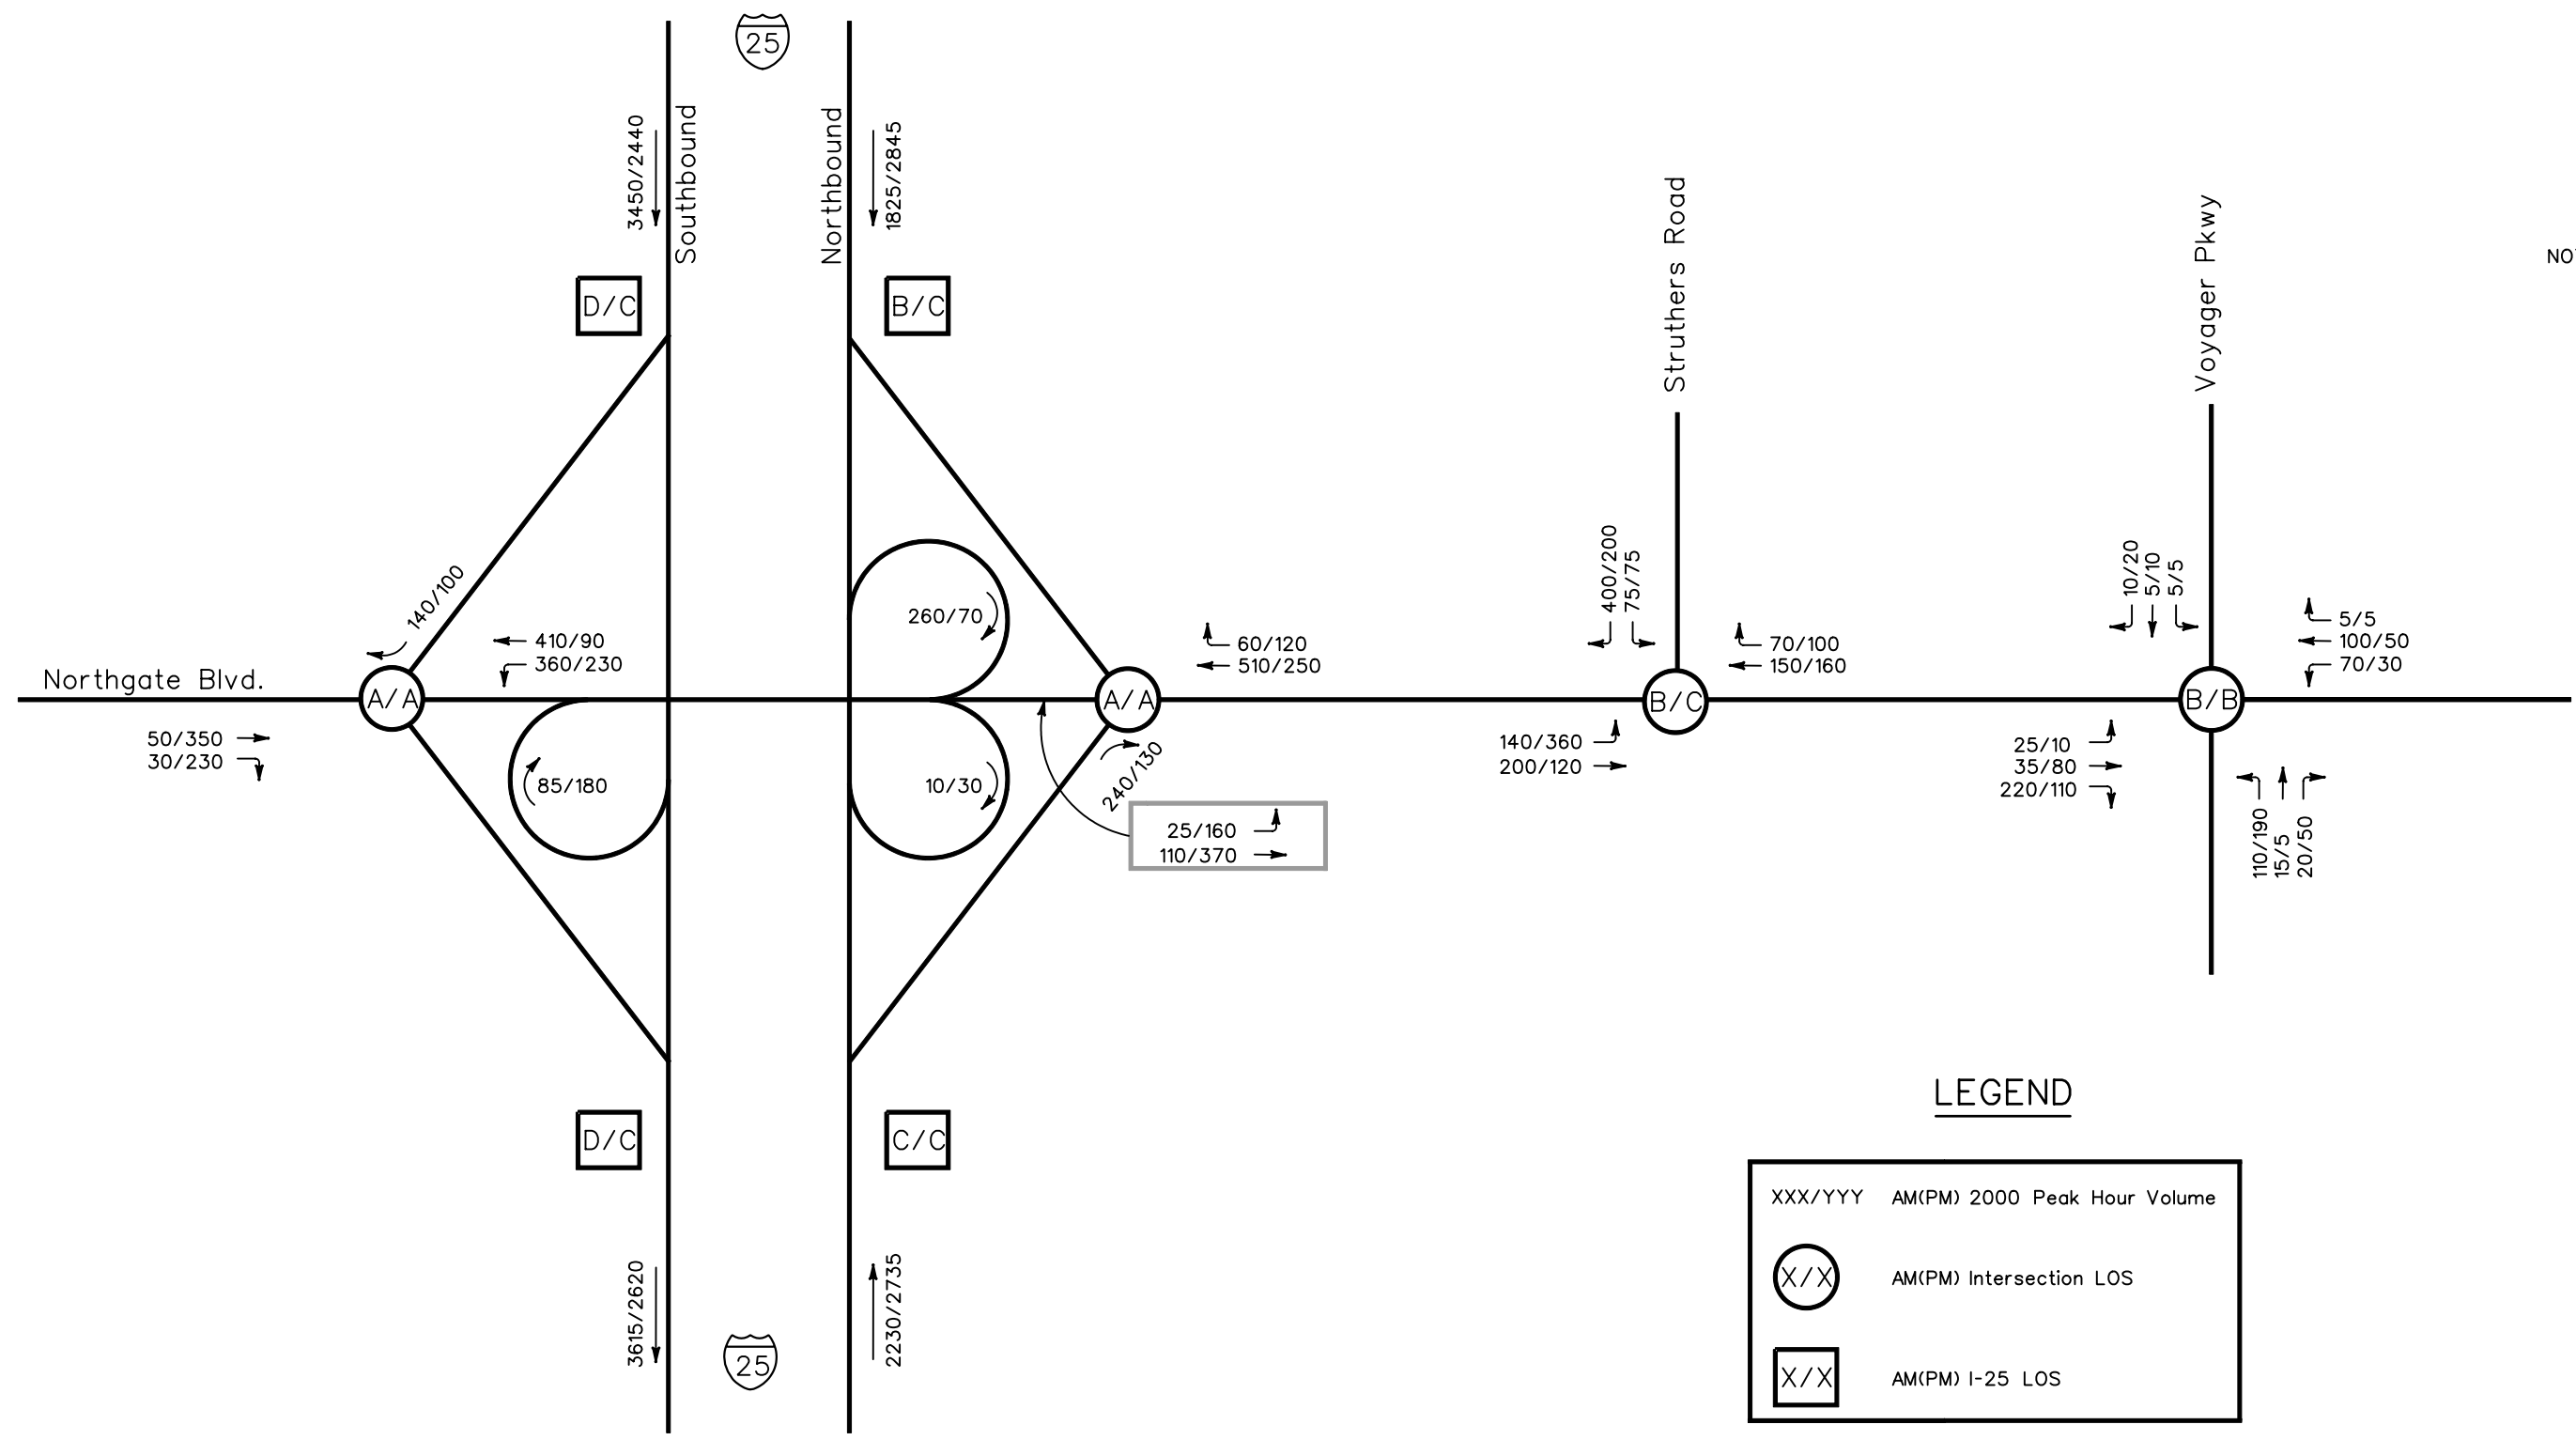 25
3450/2440
Southbound
Northbound
1825/2845
Struthers Road
Voyager Pkwy
D/C
B/C
140/100
260/70
410/90
360/230
60/120
510/250
400/200
75/75
70/100
150/160
10/20
5/10
5/5
5/5
100/50
70/30
Northgate Blvd.
A/A
A/A
B/C
B/B
50/350
30/230
85/180
10/30
240/130
25/160
110/370
140/360
200/120
25/10
35/80
220/110
110/190
15/5
20/50
D/C
C/C
3615/2620
2230/2735
25
LEGEND
XXX/YYY AM(PM) 2000 Peak Hour Volume
X/X AM(PM) Intersection LOS
X/X AM(PM) I-25 LOS